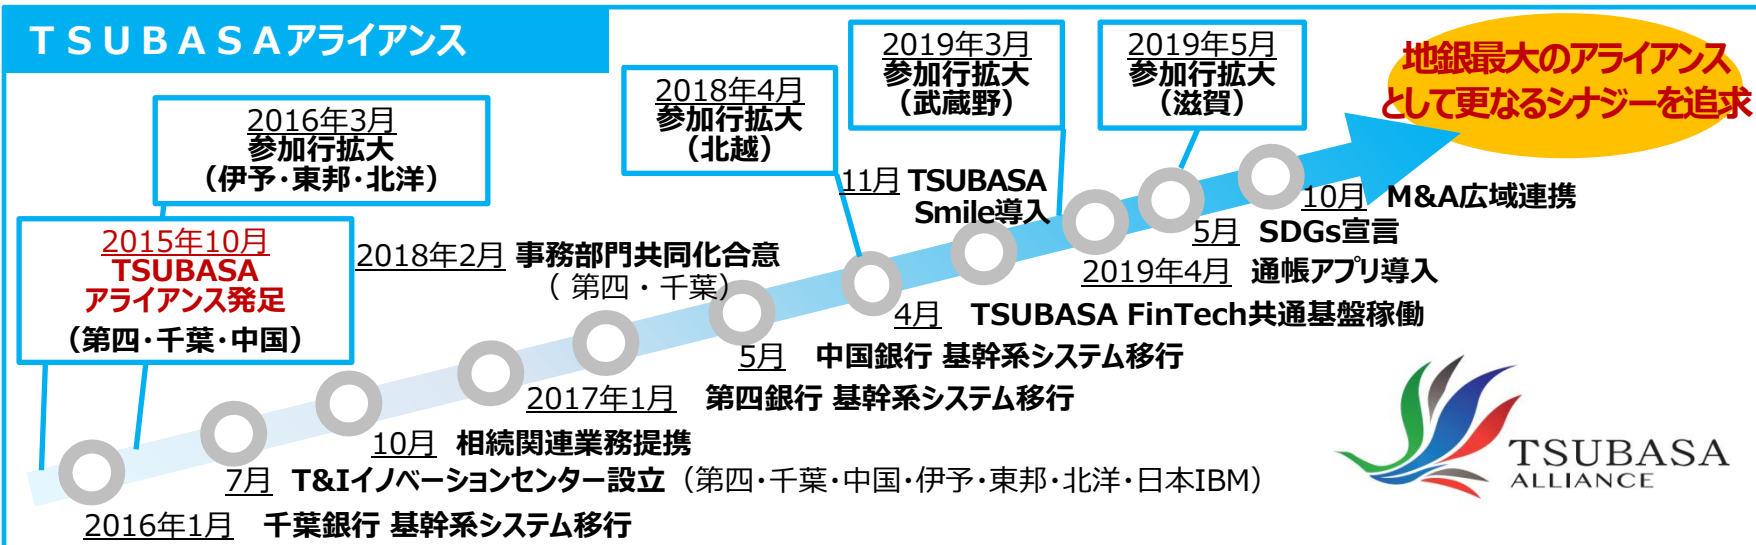 ＴＳＵＢＡＳＡアライアンス
2015年10月
TSUBASA
アライアンス発足
（第四・千葉・中国）
2016年3月
参加行拡大
（伊予・東邦・北洋）
2018年4月
参加行拡大
（北越）
2019年3月
参加行拡大
（武蔵野）
2019年5月
参加行拡大
（滋賀）
地銀最大のアライアンス
として更なるシナジーを追求
2018年2月 事務部門共同化合意
（ 第四 ・ 千葉）
11月 TSUBASA
Smile導入
10月 M&A広域連携
5月 SDGs宣言
2019年4月 通帳アプリ導入
4月 TSUBASA FinTech共通基盤稼働
5月 中国銀行 基幹系システム移行
2017年1月 第四銀行 基幹系システム移行
10月 相続関連業務提携
7月 T&Iイノベーションセンター設立（第四・千葉・中国・伊予・東邦・北洋・日本IBM）
2016年1月 千葉銀行 基幹系システム移行
TSUBASA
ALLIANCE